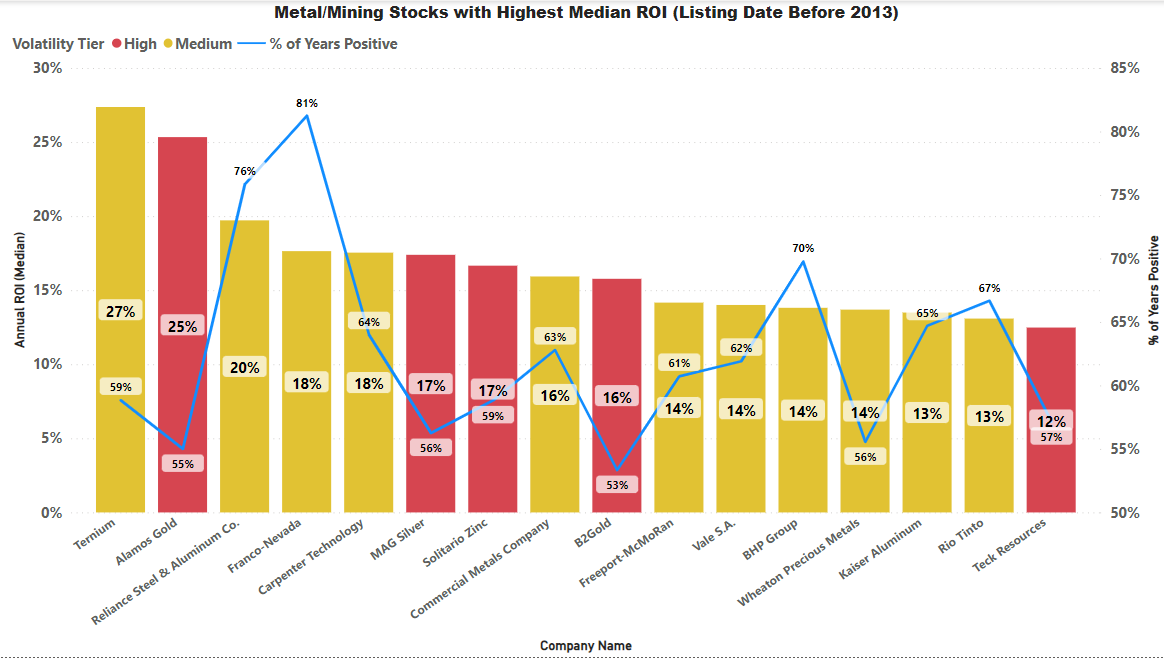 Metal/Mining Stocks with Highest Median ROI (Listing Date Before 2013)
Volatility Tier High Medium % of Years Positive
30%
25%
20%
15%
10%
5%
0%
Annual ROI (Median)
85%
80%
75%
70%
65%
60%
55%
50%
% of Years Positive
27%
25%
20%
18%
18%
17%
17%
16%
16%
14%
14%
14%
14%
13%
13%
12%
59%
55%
76%
81%
64%
56%
59%
63%
53%
61%
62%
70%
56%
65%
67%
57%
Ternium
Alamos Gold
Reliance Steel & Aluminum Co.
Franco-Nevada
Carpenter Technology
MAG Silver
Solitario Zinc
Commercial Metals Company
B2Gold
Freeport-McMoRan
Vale S.A.
BHP Group
Wheaton Precious Metals
Kaiser Aluminum
Rio Tinto
Teck Resources
Company Name